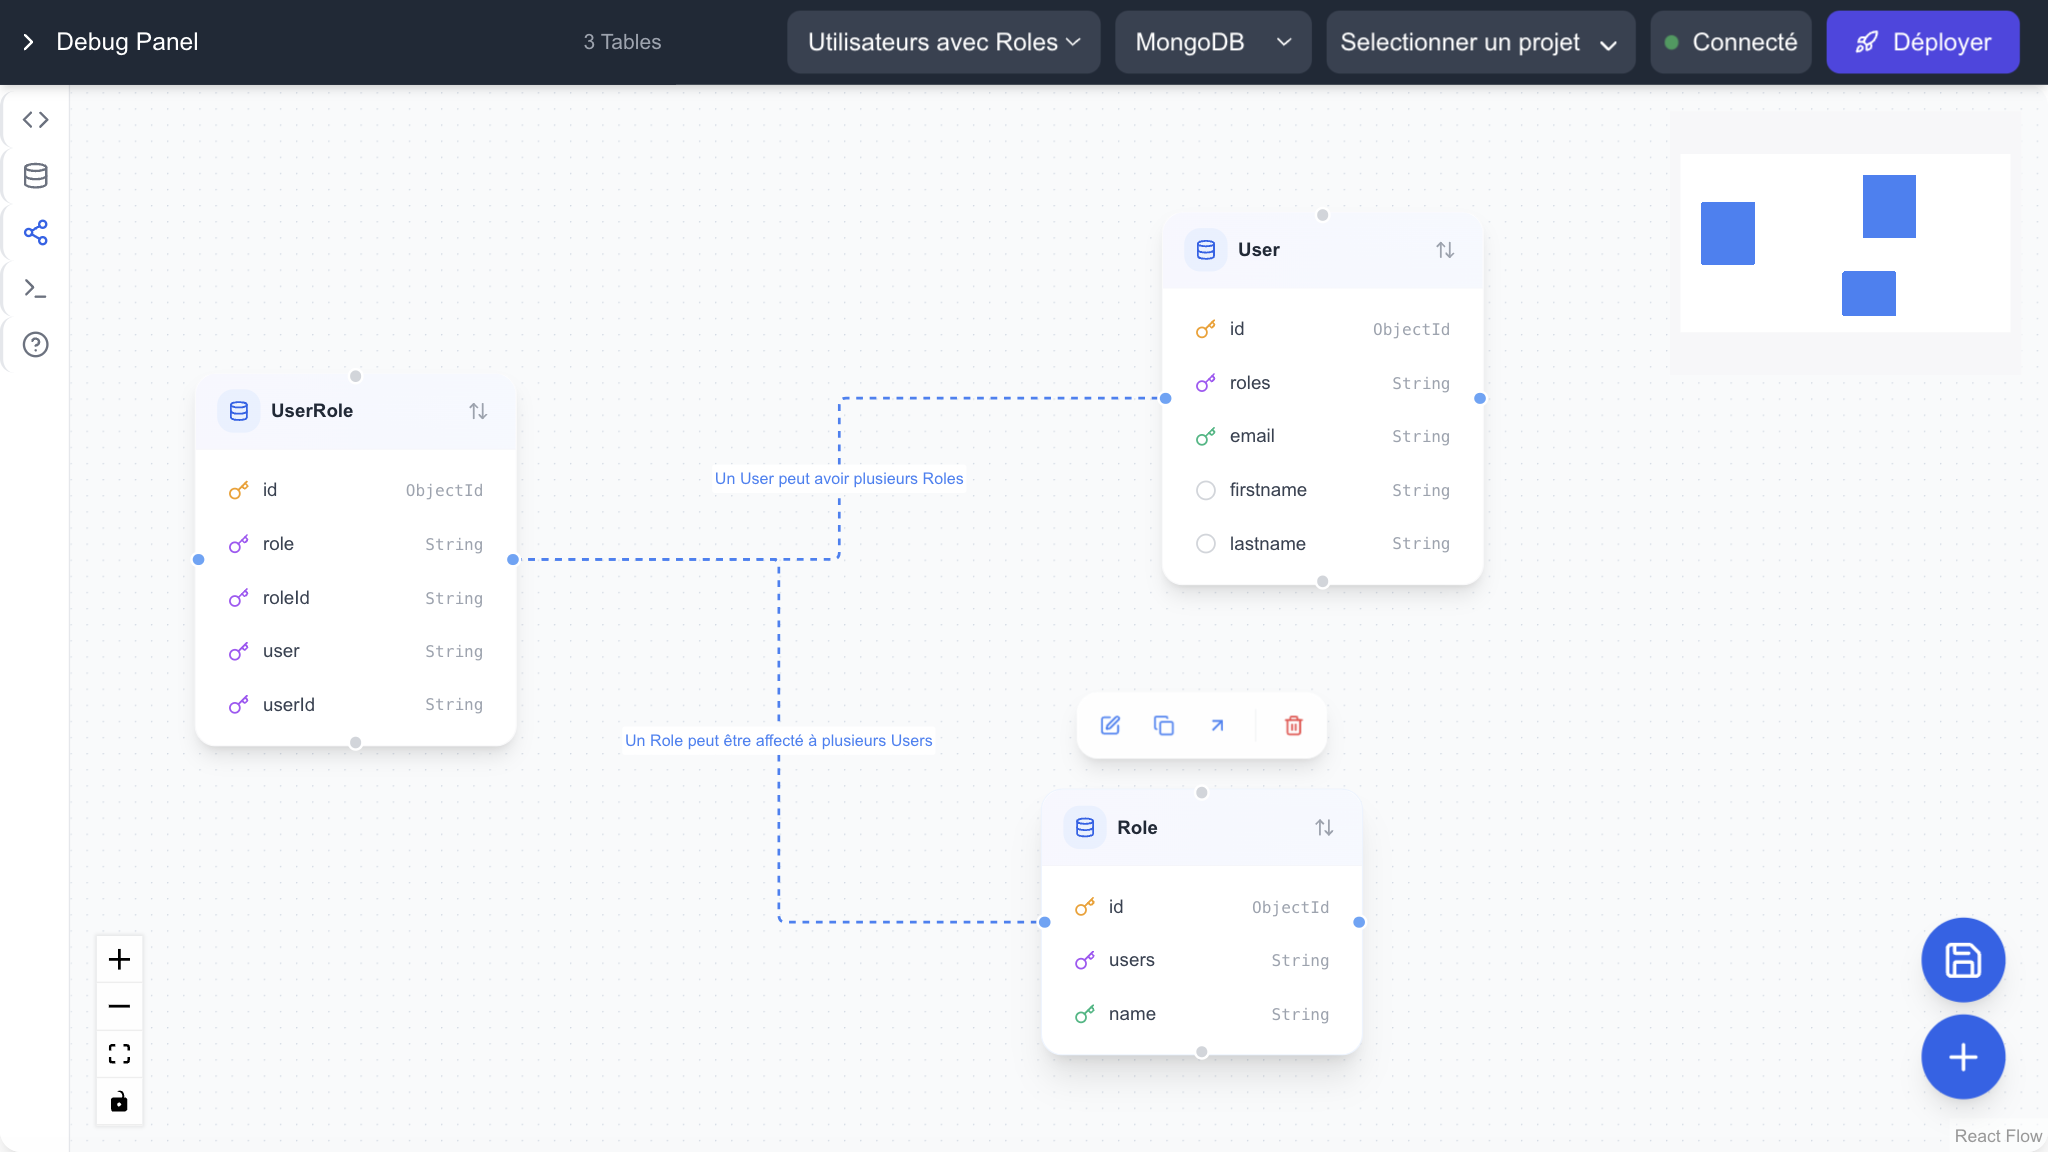 Debug Panel
3 Tables
Utilisateurs avec Roles
MongoDB
Selectionner un projet
Connecté
Déployer
User
id ObjectId
roles String
email String
firstname String
lastname String
UserRole
id ObjectId
role String
roleId String
user String
userId String
Un User peut avoir plusieurs Roles
Un Role peut être affecté à plusieurs Users
Role
id ObjectId
users String
name String
React Flow